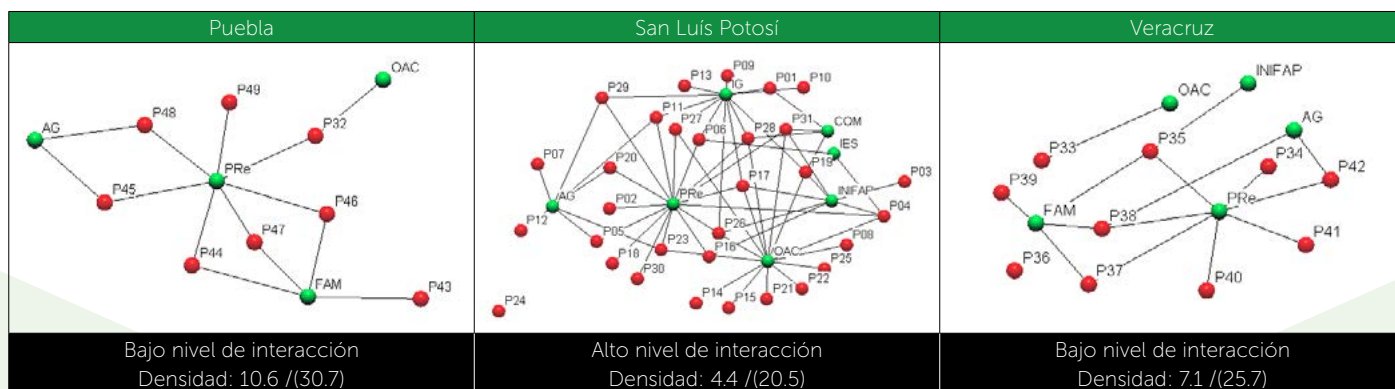 Puebla
San Luís Potosí
Veracruz
OAC
P49
P48
P32
AG
PRe
P45
P46
P47
P44
FAM
P43
P09
P13
IG
P01
P10
P29
P11
P27
P06
P28
P31
COM
IES
P07
P20
P19
P17
P03
AG
P02
PRe
INIFAP
P04
P12
P05
P26
P18
P23
P16
P08
P30
OAC
P25
P22
P14
P15
P21
P24
INIFAP
OAC
AG
P33
P35
P34
P42
P39
FAM
P38
PRe
P41
P36
P37
P40
Bajo nivel de interacción
Densidad: 10.6 /(30.7)
Alto nivel de interacción
Densidad: 4.4 /(20.5)
Bajo nivel de interacción
Densidad: 7.1 /(25.7)